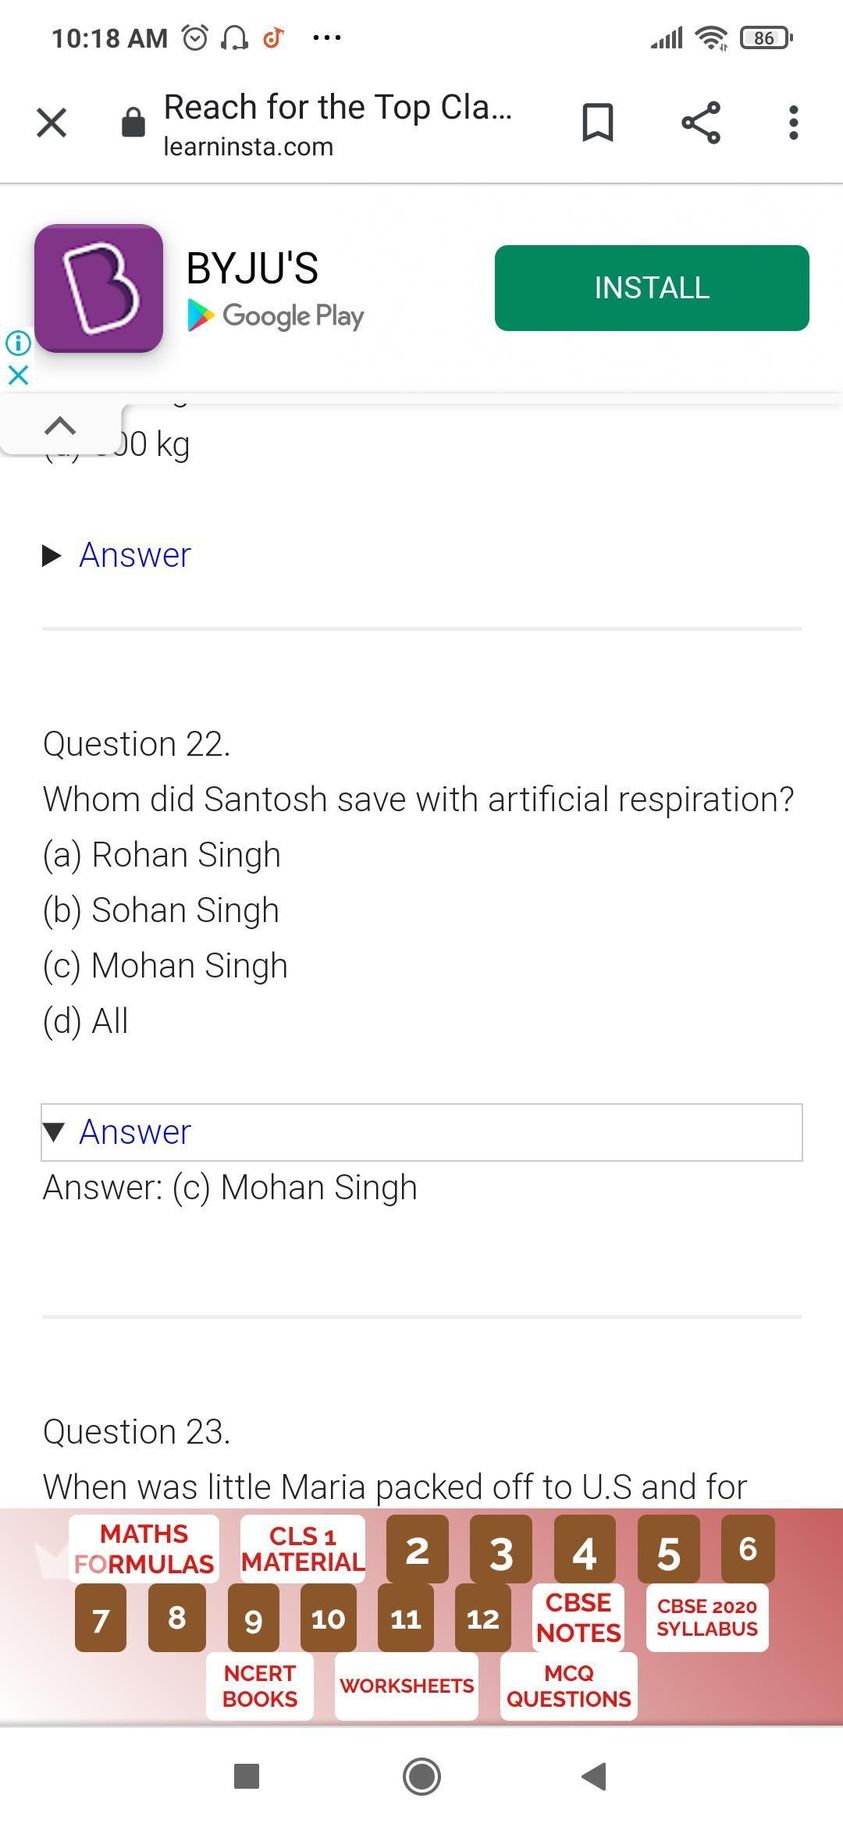 10:18 AM
86
Reach for the Top Cla...
learninsta.com
BYJU'S
Google Play
INSTALL
00 kg
Answer
Question 22.
Whom did Santosh save with artificial respiration?
(a) Rohan Singh
(b) Sohan Singh
(c) Mohan Singh
(d) All
Answer
Answer: (c) Mohan Singh
Question 23.
When was little Maria packed off to U.S and for
MATHS FORMULAS
CLS 1 MATERIAL
2 3 4 5 6
7 8 9 10 11 12
CBSE NOTES
CBSE 2020 SYLLABUS
NCERT BOOKS
WORKSHEETS
MCQ QUESTIONS